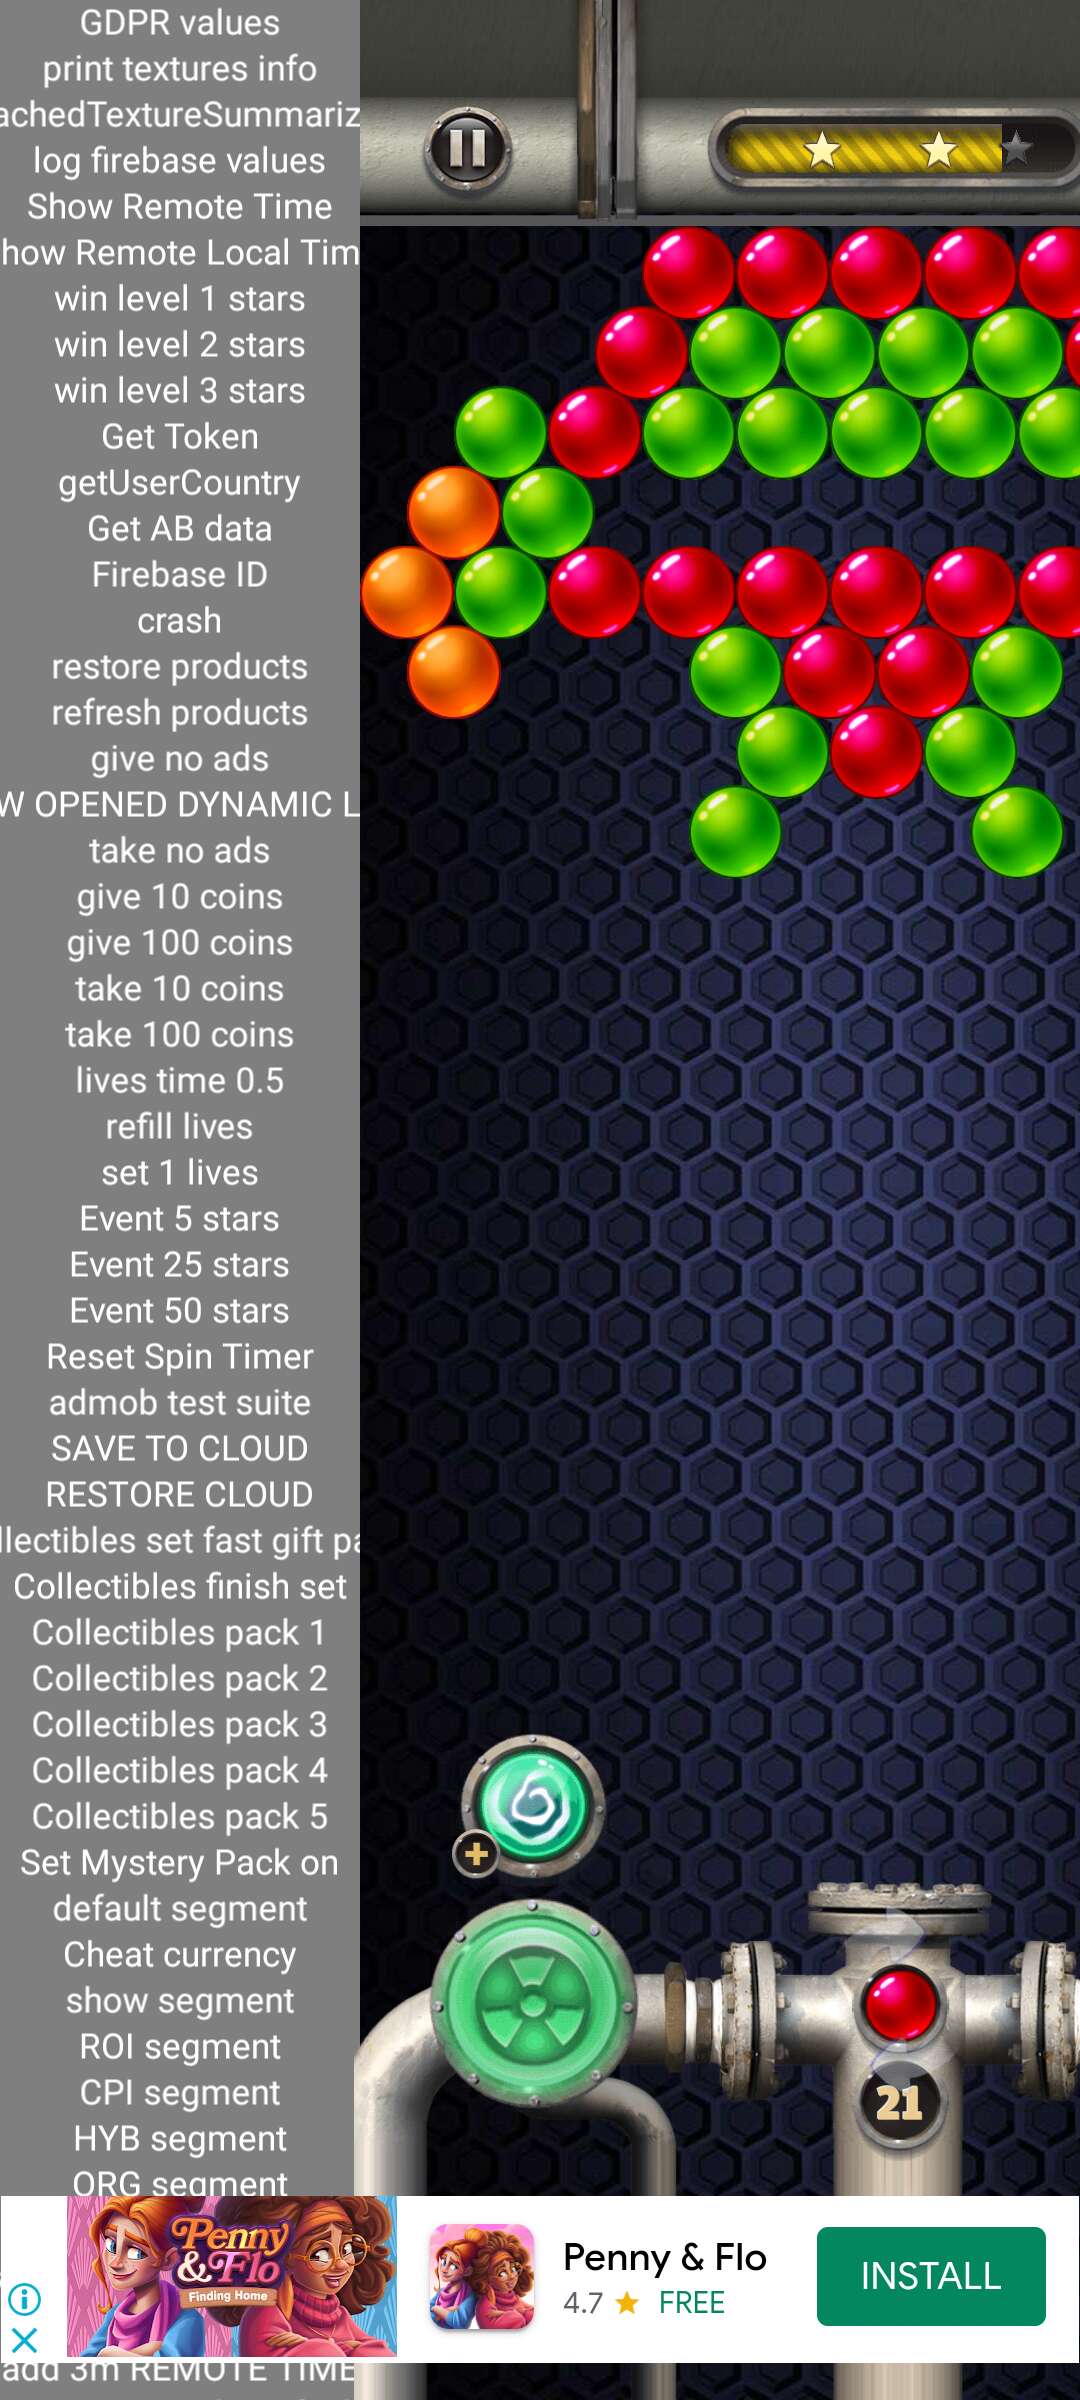 GDPR values
print textures info
achedTextureSummariz
log firebase values
Show Remote Time
how Remote Local Tim
win level 1 stars
win level 2 stars
win level 3 stars
Get Token
getUserCountry
Get AB data
Firebase ID
crash
restore products
refresh products
give no ads
W OPENED DYNAMIC L
take no ads
give 10 coins
give 100 coins
take 10 coins
take 100 coins
lives time 0.5
refill lives
set 1 lives
Event 5 stars
Event 25 stars
Event 50 stars
Reset Spin Timer
admob test suite
SAVE TO CLOUD
RESTORE CLOUD
llectibles set fast gift pa
Collectibles finish set
Collectibles pack 1
Collectibles pack 2
Collectibles pack 3
Collectibles pack 4
Collectibles pack 5
Set Mystery Pack on
default segment
Cheat currency
show segment
ROI segment
CPI segment
HYB segment
ORG segment
21
Penny
& Flo
Finding Home
Penny & Flo
4.7 ★ FREE
INSTALL
add 3m REMOTE TIME